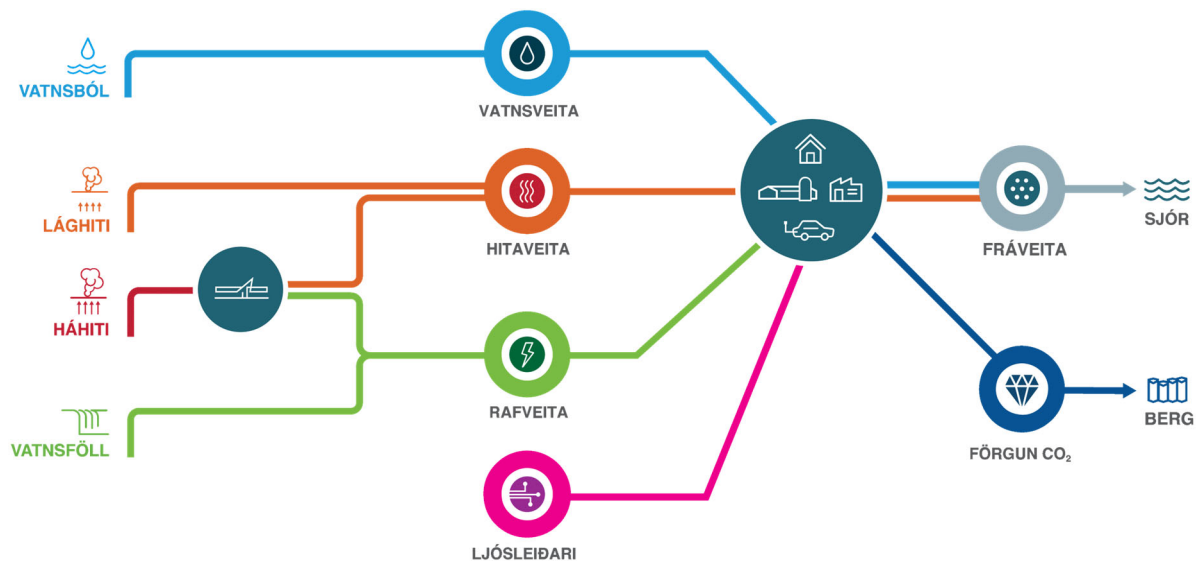 VATNSBÓL
VATNSVEITA
LÁGHITI
HITAVEITA
FRÁVEITA
SJÓR
HÁHITI
RAFVEITA
BERG
VATNSFÖLL
FÖRGUN CO₂
LJÓSLEIÐARI